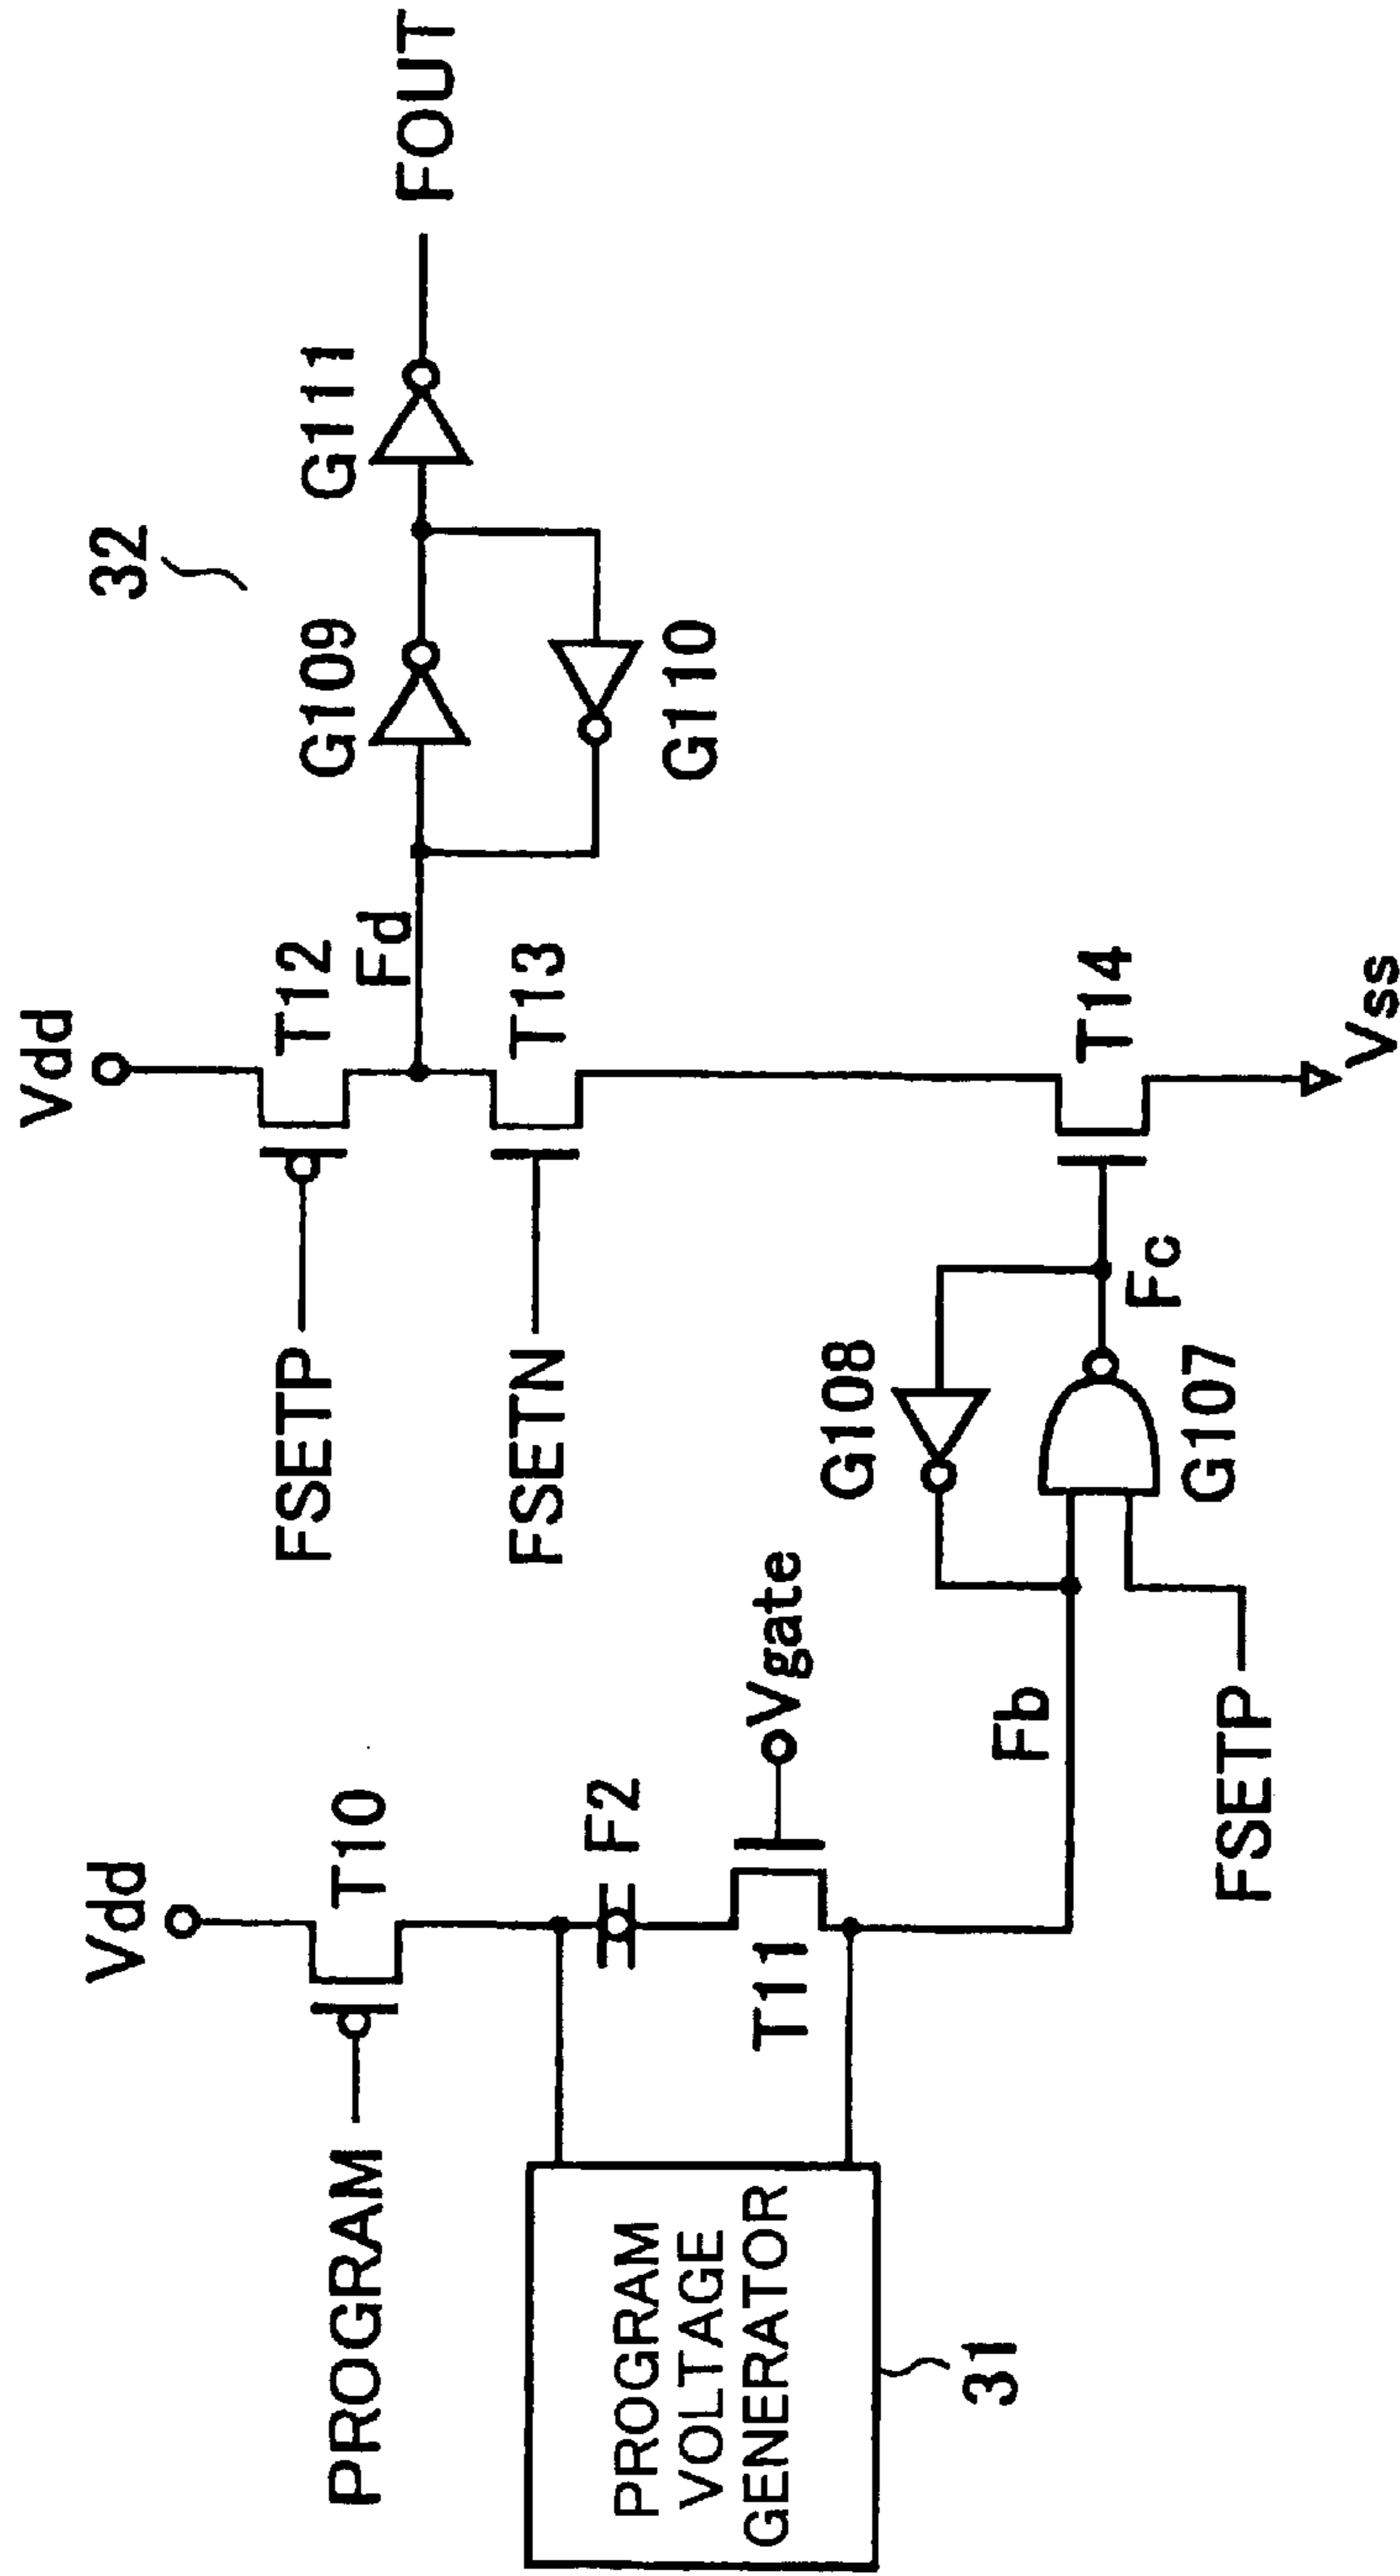 Vdd
PROGRAM
T10
F2
PROGRAM
VOLTAGE
GENERATOR
31
T11
Vgate
Fb
FSETP
G108
G107
Fc
Vdd
FSETP
T12
Fd
FSETN
T13
T14
Vss
32
G109
G110
G111
FOUT